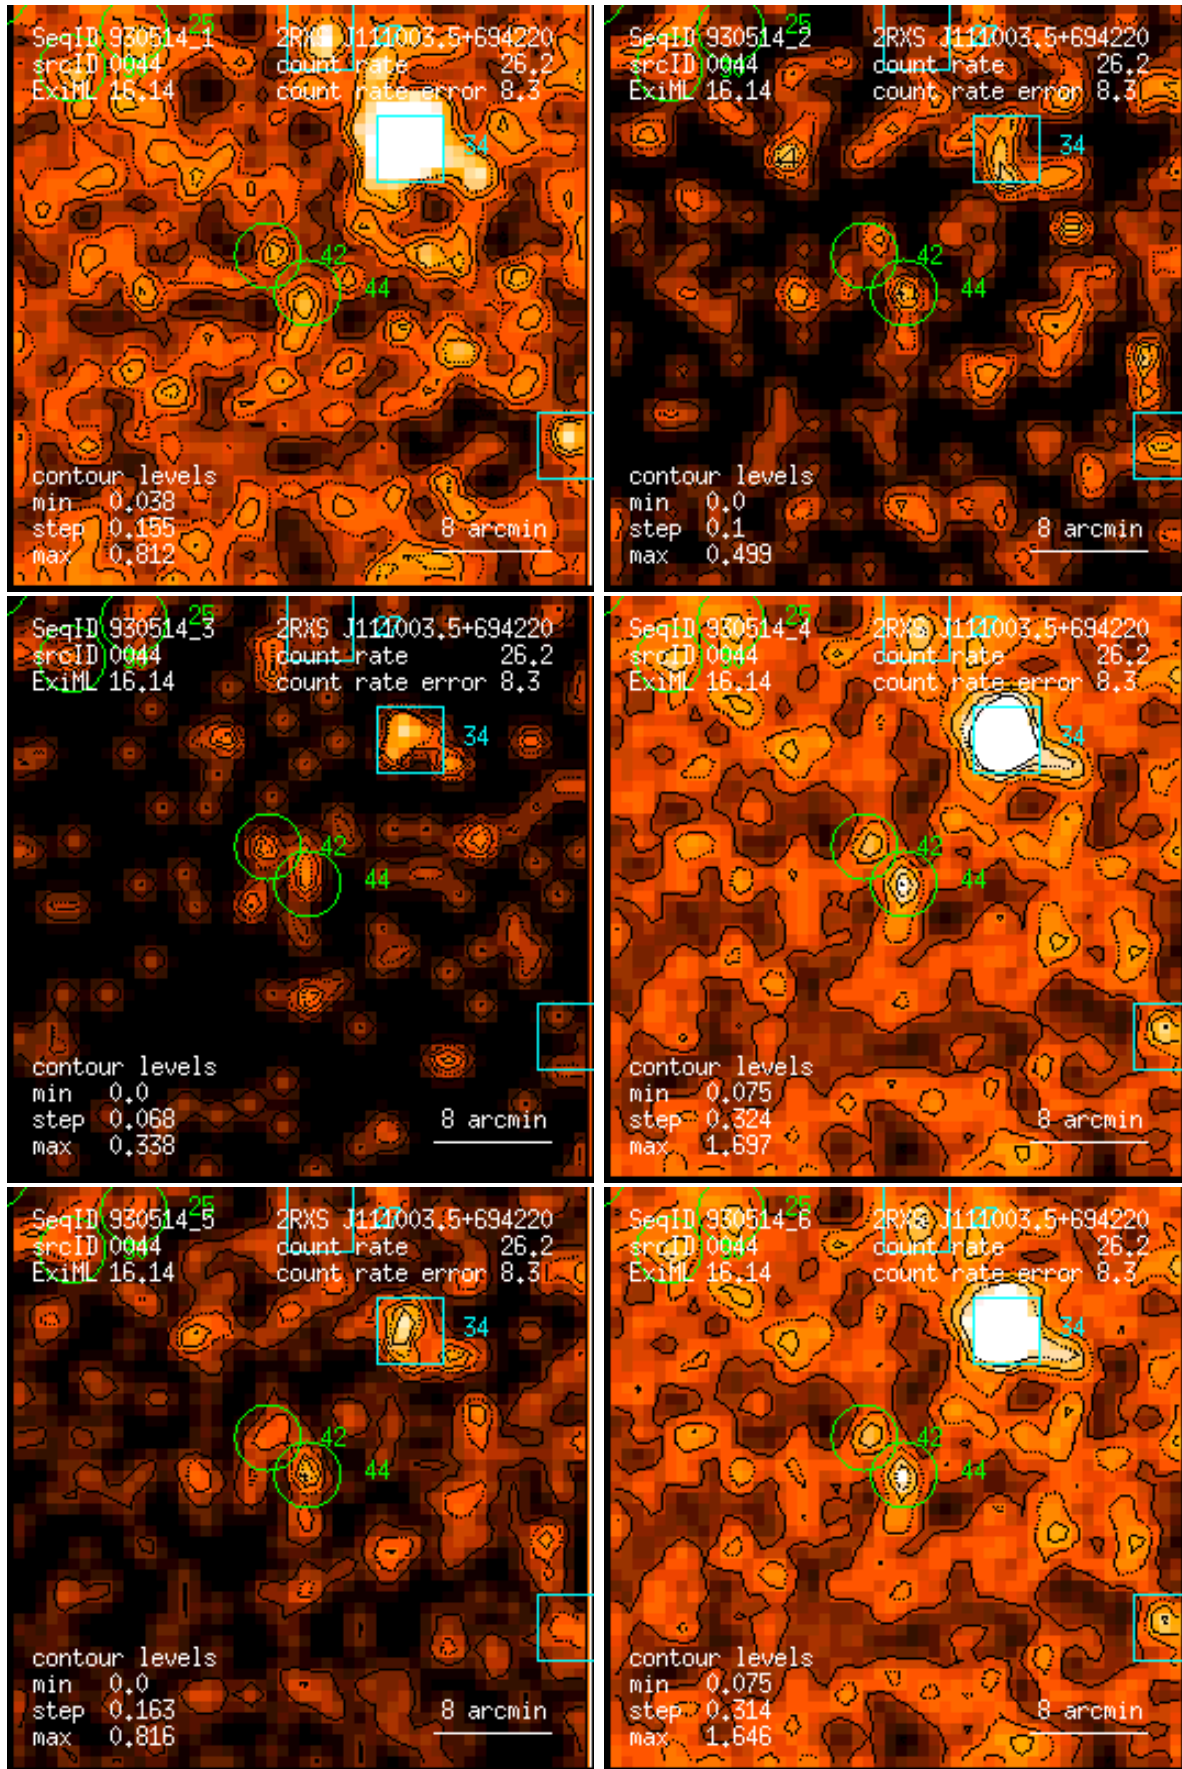 SeqID 930514_1 2RXS J111003.5+694220
srcID 0044 count rate 26.2
ExiML 16.14 count rate error 8.3
25
34
42
44
contour levels
min 0.038
step 0.155
max 0.812
8 arcmin
SeqID 930514_2 2RXS J111003.5+694220
srcID 0044 count rate 26.2
ExiML 16.14 count rate error 8.3
25
34
42
44
contour levels
min 0.0
step 0.1
max 0.499
8 arcmin
SeqID 930514_3 2RXS J111003.5+694220
srcID 0044 count rate 26.2
ExiML 16.14 count rate error 8.3
25
34
42
44
contour levels
min 0.0
step 0.068
max 0.338
8 arcmin
SeqID 930514_4 2RXS J111003.5+694220
srcID 0044 count rate 26.2
ExiML 16.14 count rate error 8.3
25
34
42
44
contour levels
min 0.075
step 0.324
max 1.697
8 arcmin
SeqID 930514_5 2RXS J111003.5+694220
srcID 0044 count rate 26.2
ExiML 16.14 count rate error 8.3
25
34
42
44
contour levels
min 0.0
step 0.163
max 0.816
8 arcmin
SeqID 930514_6 2RXS J111003.5+694220
srcID 0044 count rate 26.2
ExiML 16.14 count rate error 8.3
25
34
42
44
contour levels
min 0.075
step 0.314
max 1.646
8 arcmin